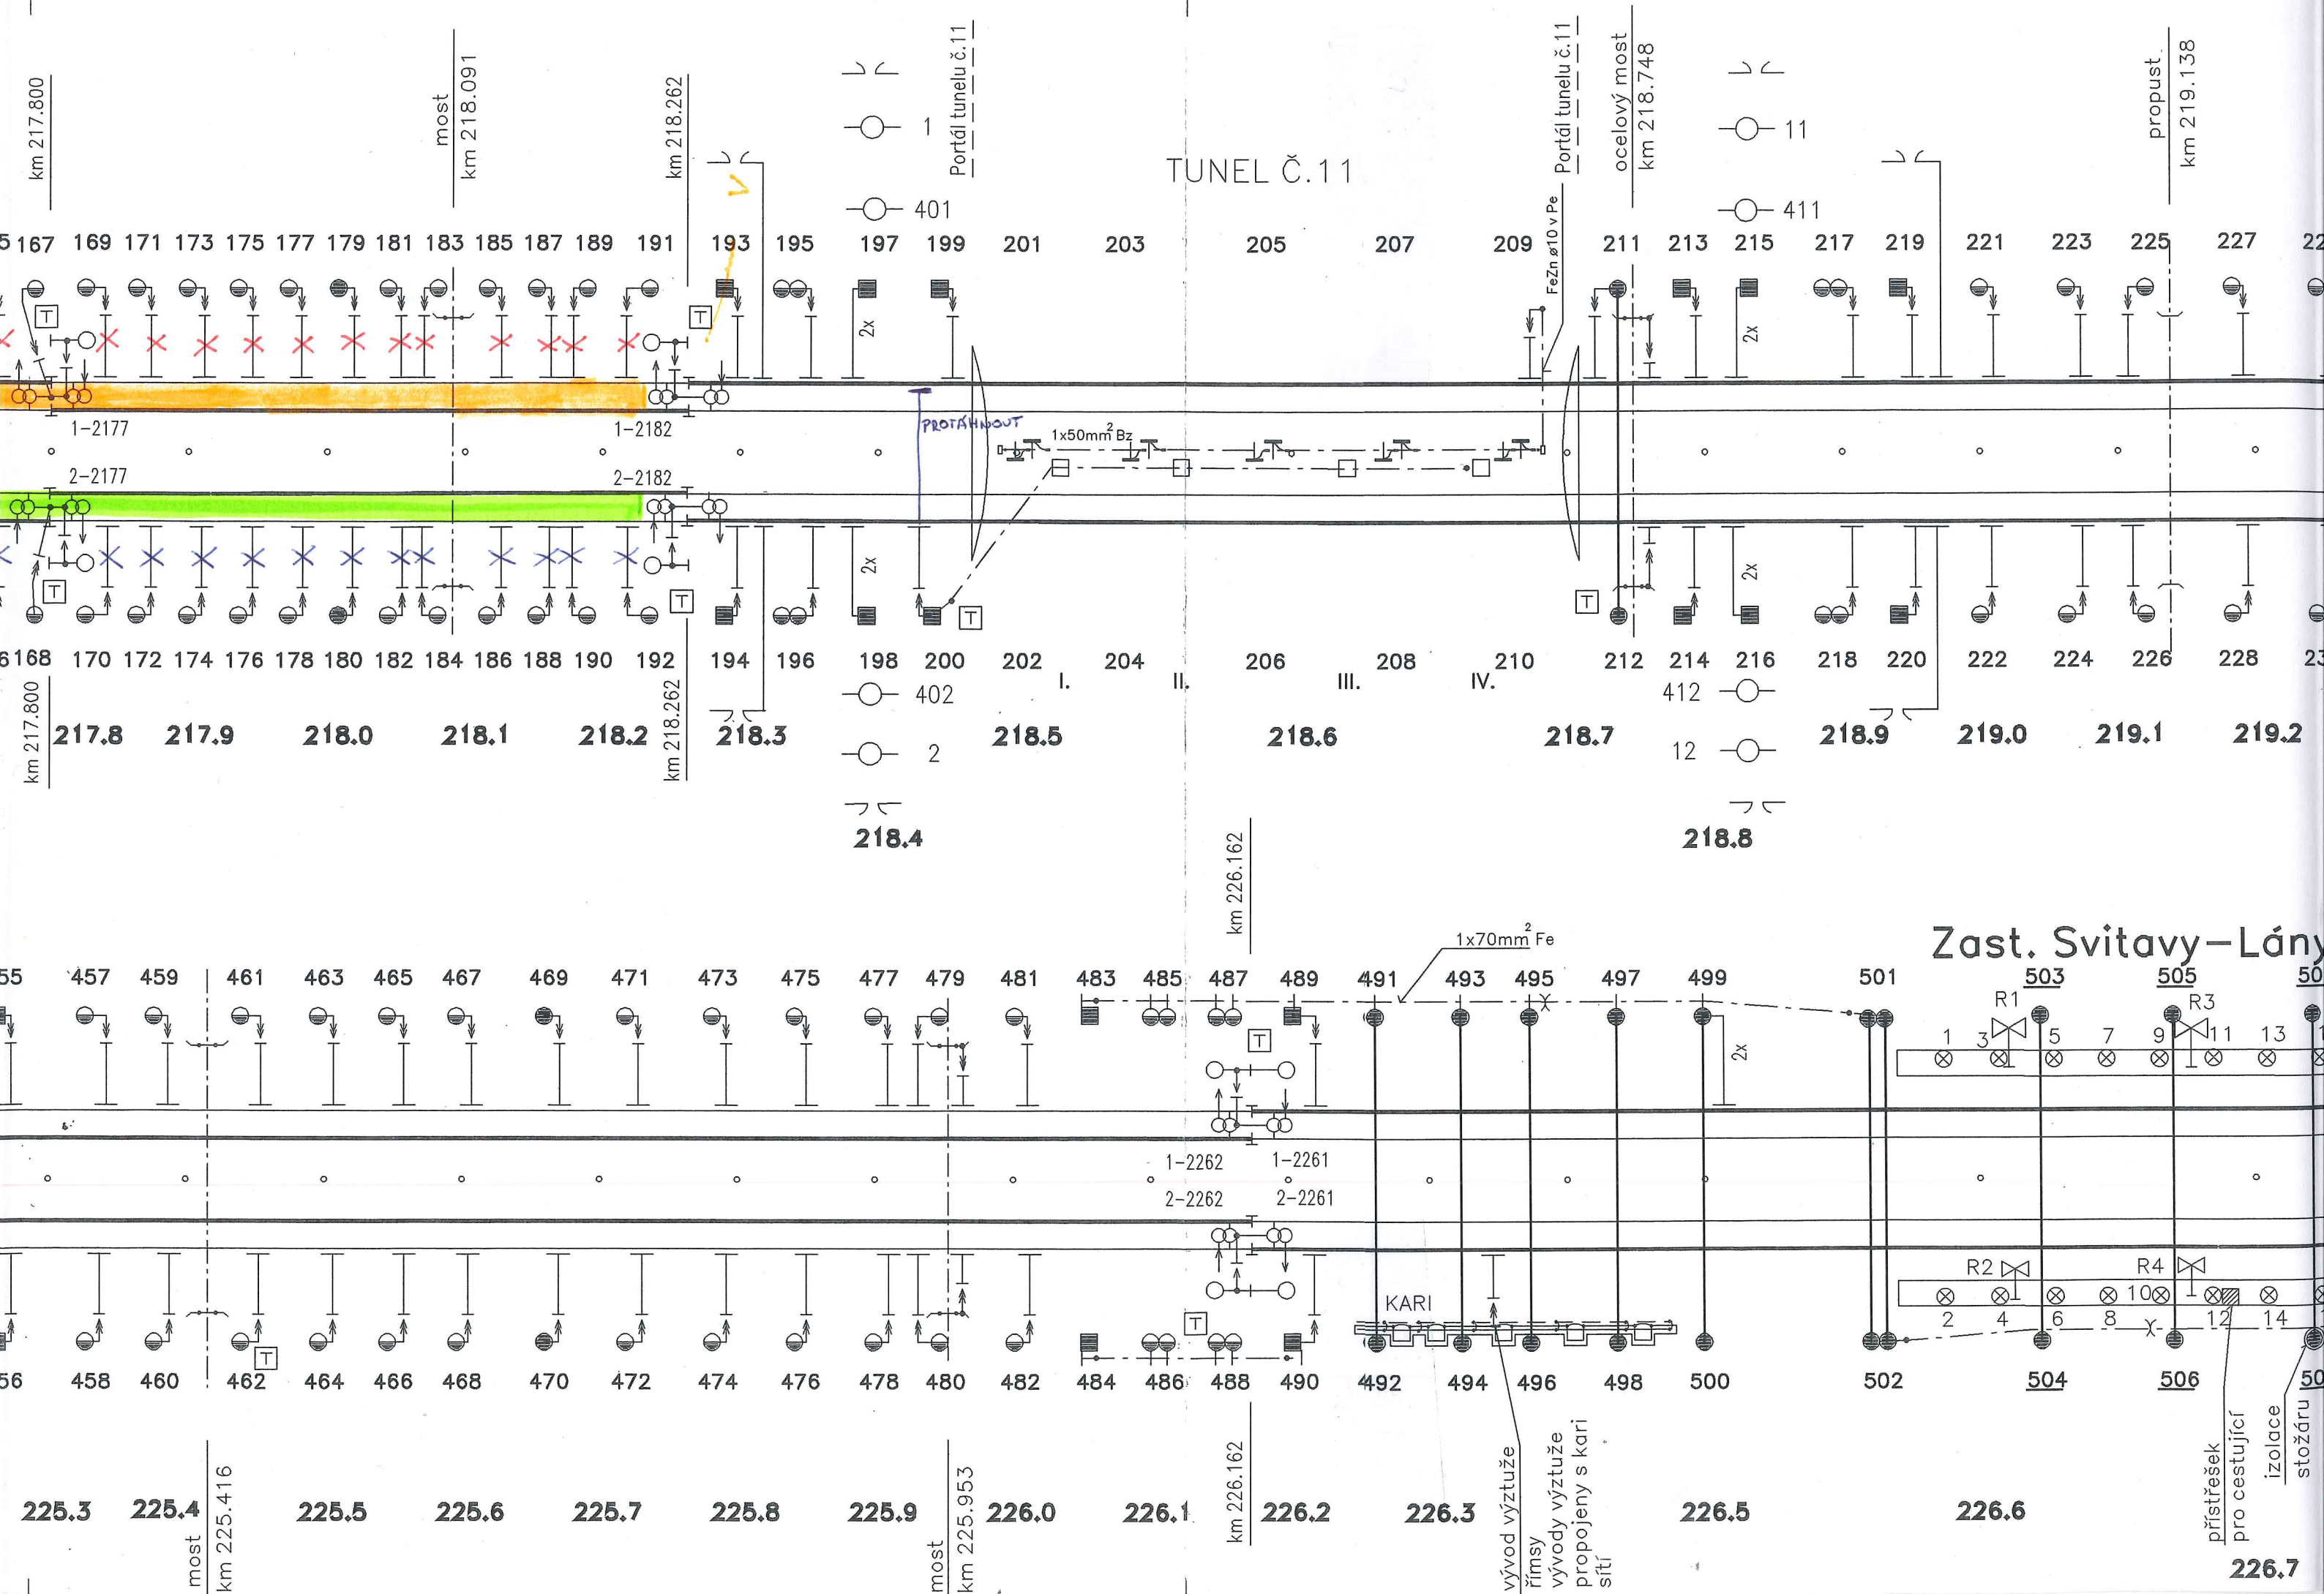 km 217.800
most
km 218.091
km 218.262
1
401
Portál tunelu č.11
TUNEL Č.11
Portál tunelu č.11
FeZn ø10 v Pe
ocelový most
km 218.748
11
411
propust
km 219.138
167 169 171 173 175 177 179 181 183 185 187 189 191 193 195 197 199 201 203 205 207 209 211 213 215 217 219 221 223 225 227
T
T
2x
2x
1-2177
1-2182
PROTÁHNOUT
1x50mm² Bz
2-2177
2-2182
T
T
2x
T
T
2x
168 170 172 174 176 178 180 182 184 186 188 190 192 194 196 198 200 202 204 206 208 210 212 214 216 218 220 222 224 226 228
I. II. III. IV.
402
412
km 217.800
km 218.262
217.8 217.9 218.0 218.1 218.2 218.3 218.5 218.6 218.7 218.9 219.0 219.1 219.2
2
12
218.4 218.8
km 226.162
1x70mm² Fe
Zast. Svitavy-Lány
457 459 461 463 465 467 469 471 473 475 477 479 481 483 485 487 489 491 493 495 497 499 501 503 505
R1
R3
T
2x
1 3 5 7 9 11 13
1-2262 1-2261
2-2262 2-2261
R2
R4
KARI
T
T
10
2 4 6 8 12 14
458 460 462 464 466 468 470 472 474 476 478 480 482 484 486 488 490 492 494 496 498 500 502 504 506
most
km 225.416
most
km 225.953
km 226.162
vývod výztuže
římsy
vývody výztuže
propojeny s kari
sítí
přístřešek
pro cestující
izolace
stožáru
225.3 225.4 225.5 225.6 225.7 225.8 225.9 226.0 226.1 226.2 226.3 226.5 226.6
226.7